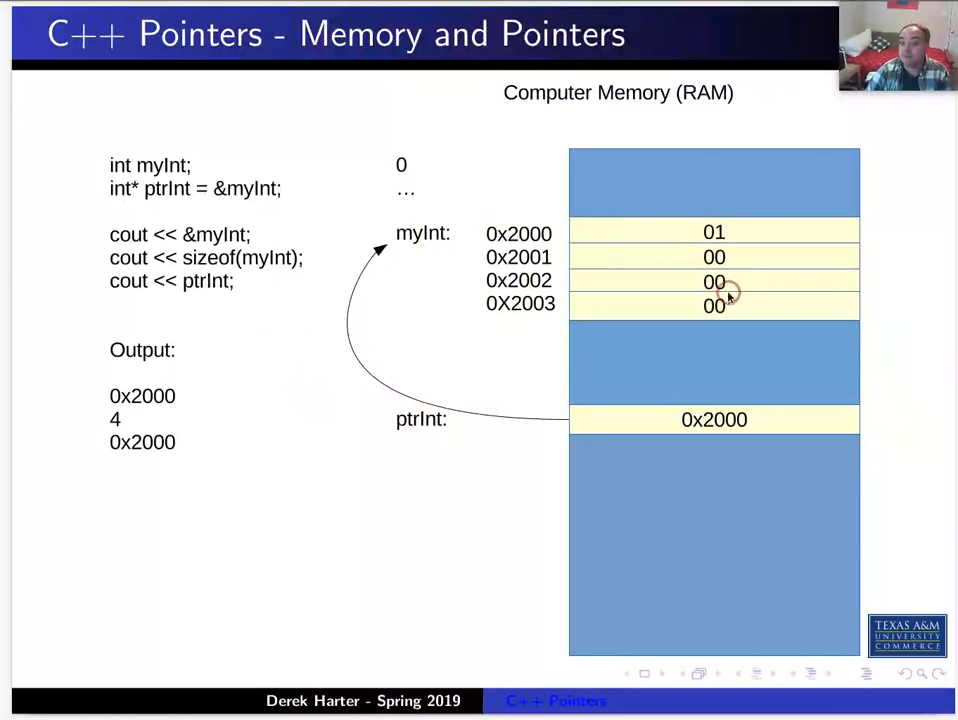 C++ Pointers - Memory and Pointers
Computer Memory (RAM)
int myInt;
int* ptrInt = &myInt;
cout << &myInt;
cout << sizeof(myInt);
cout << ptrInt;
Output:
0x2000
4
0x2000
0
...
myInt:
0x2000 01
0x2001 00
0x2002 00
0X2003 00
ptrInt:
0x2000
TEXAS A&M
UNIVERSITY
COMMERCE
Derek Harter - Spring 2019
C++ Pointers